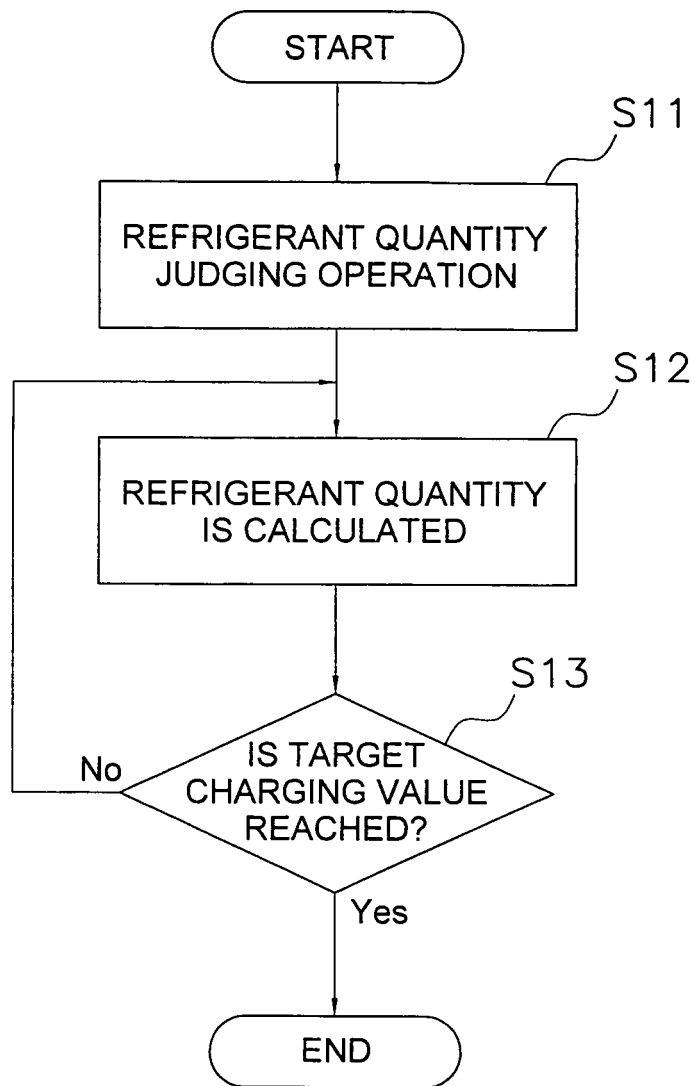 START
S11
REFRIGERANT QUANTITY
JUDGING OPERATION
S12
REFRIGERANT QUANTITY
IS CALCULATED
S13
IS TARGET
CHARGING VALUE
REACHED?
No
Yes
END